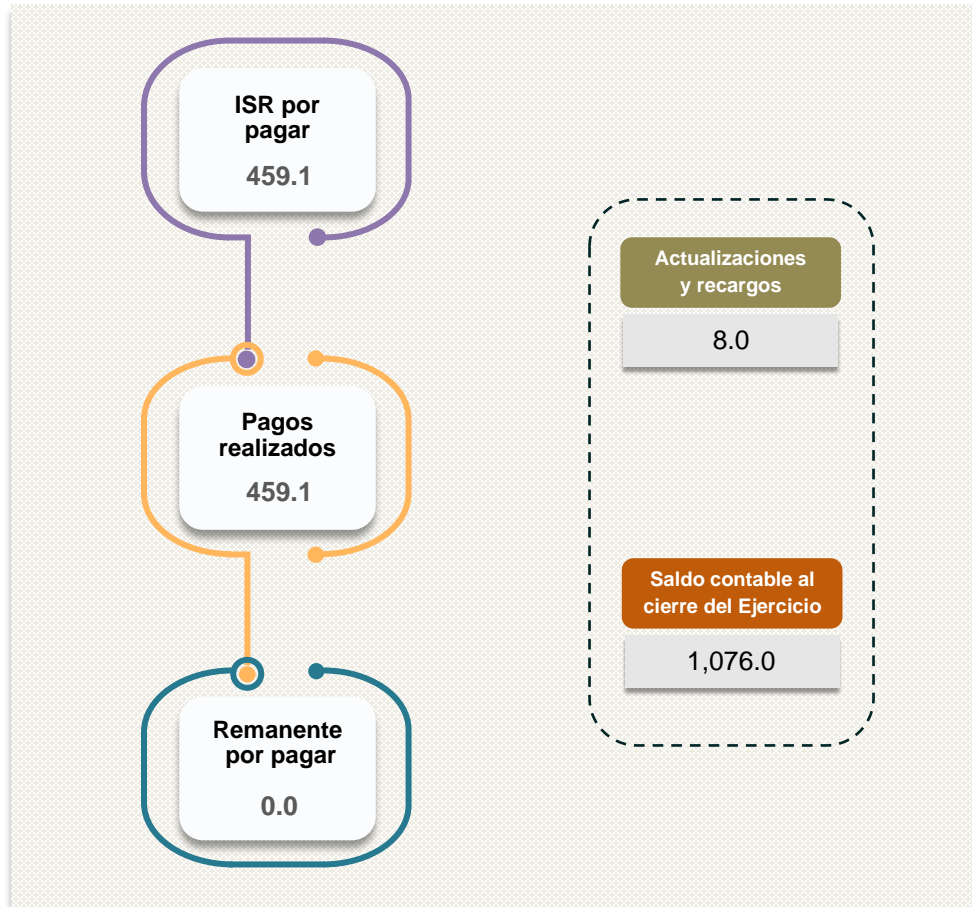 ISR por
pagar
459.1
Pagos
realizados
459.1
Remanente
por pagar
0.0
Actualizaciones
y recargos
8.0
Saldo contable al
cierre del Ejercicio
1,076.0